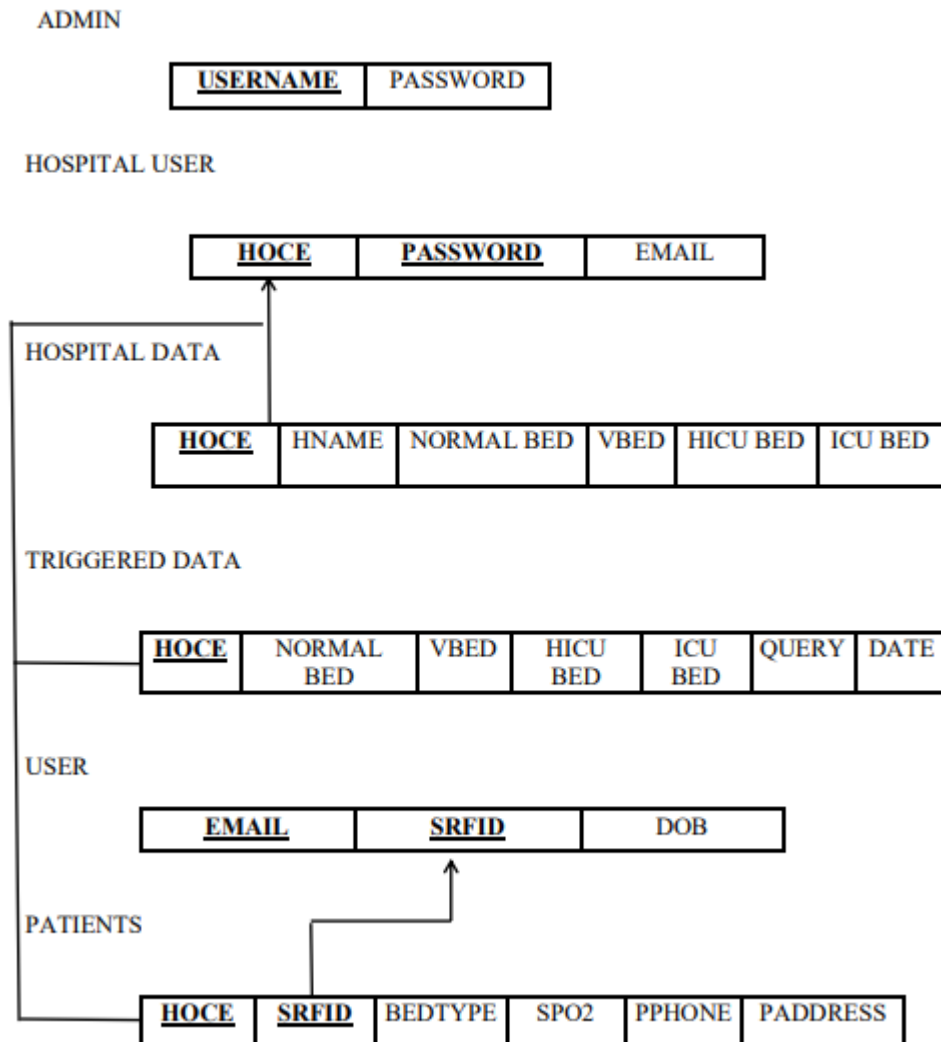 ADMIN
USERNAME PASSWORD
HOSPITAL USER
HOCE PASSWORD EMAIL
HOSPITAL DATA
HOCE HNAME NORMAL BED VBED HICU BED ICU BED
TRIGGERED DATA
HOCE NORMAL BED VBED HICU BED ICU BED QUERY DATE
USER
EMAIL SRFID DOB
PATIENTS
HOCE SRFID BEDTYPE SPO2 PPHONE PADDRESS